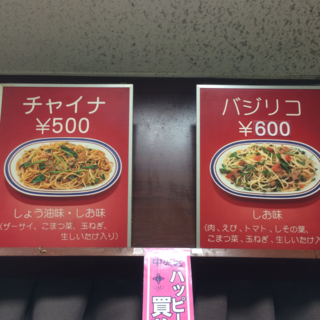 チャイナ
¥500
しょう油味・しお味
(ザーサイ、こまつ菜、玉ねぎ、
生しいたけ入り)
バジリコ
¥600
しお味
(肉、えび、トマト、しその葉、
こまつ菜、玉ねぎ、生しいたけ入
ハッピー
買